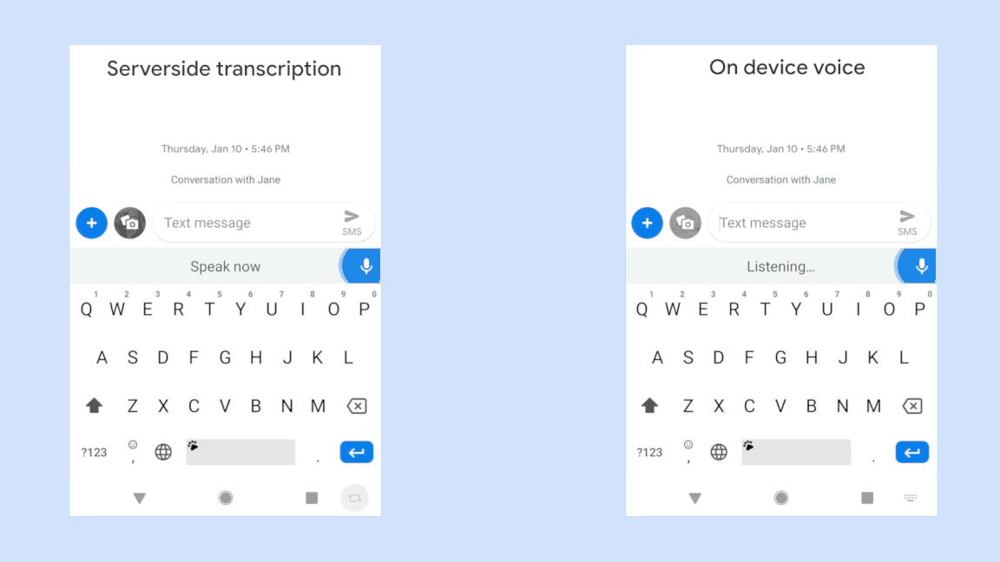 Serverside transcription
Thursday, Jan 10 • 5:46 PM
Conversation with Jane
Text message
SMS
Speak now
1 2 3 4 5 6 7 8 9 0
Q W E R T Y U I O P
A S D F G H J K L
Z X C V B N M
?123 , .
On device voice
Thursday, Jan 10 • 5:46 PM
Conversation with Jane
Text message
SMS
Listening...
1 2 3 4 5 6 7 8 9 0
Q W E R T Y U I O P
A S D F G H J K L
Z X C V B N M
?123 , .